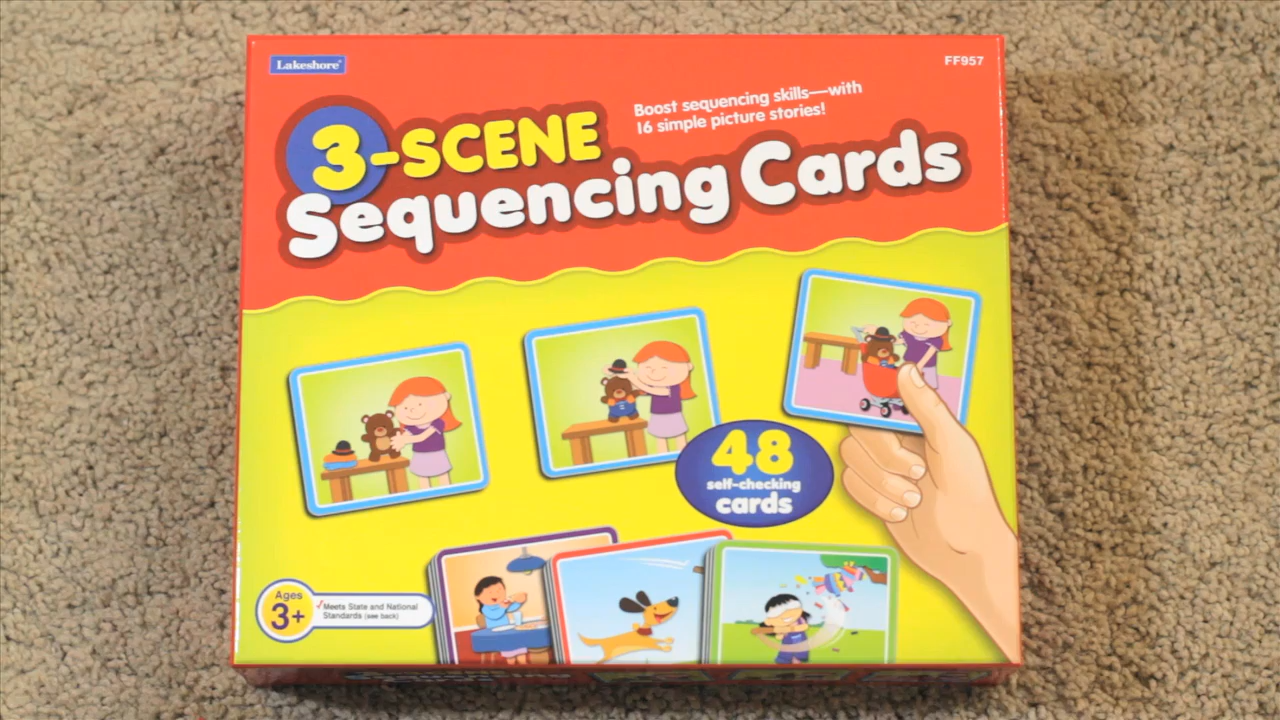 Lakeshore
FF957
Boost sequencing skills—with
16 simple picture stories!
3-SCENE
Sequencing Cards
48
self-checking
cards
Ages
3+
✓Meets State and National
Standards (see back)